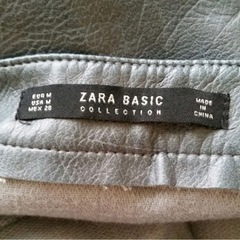 EUR M
USA M
MEX 28
ZARA BASIC
COLLECTION
MADE
IN
CHINA